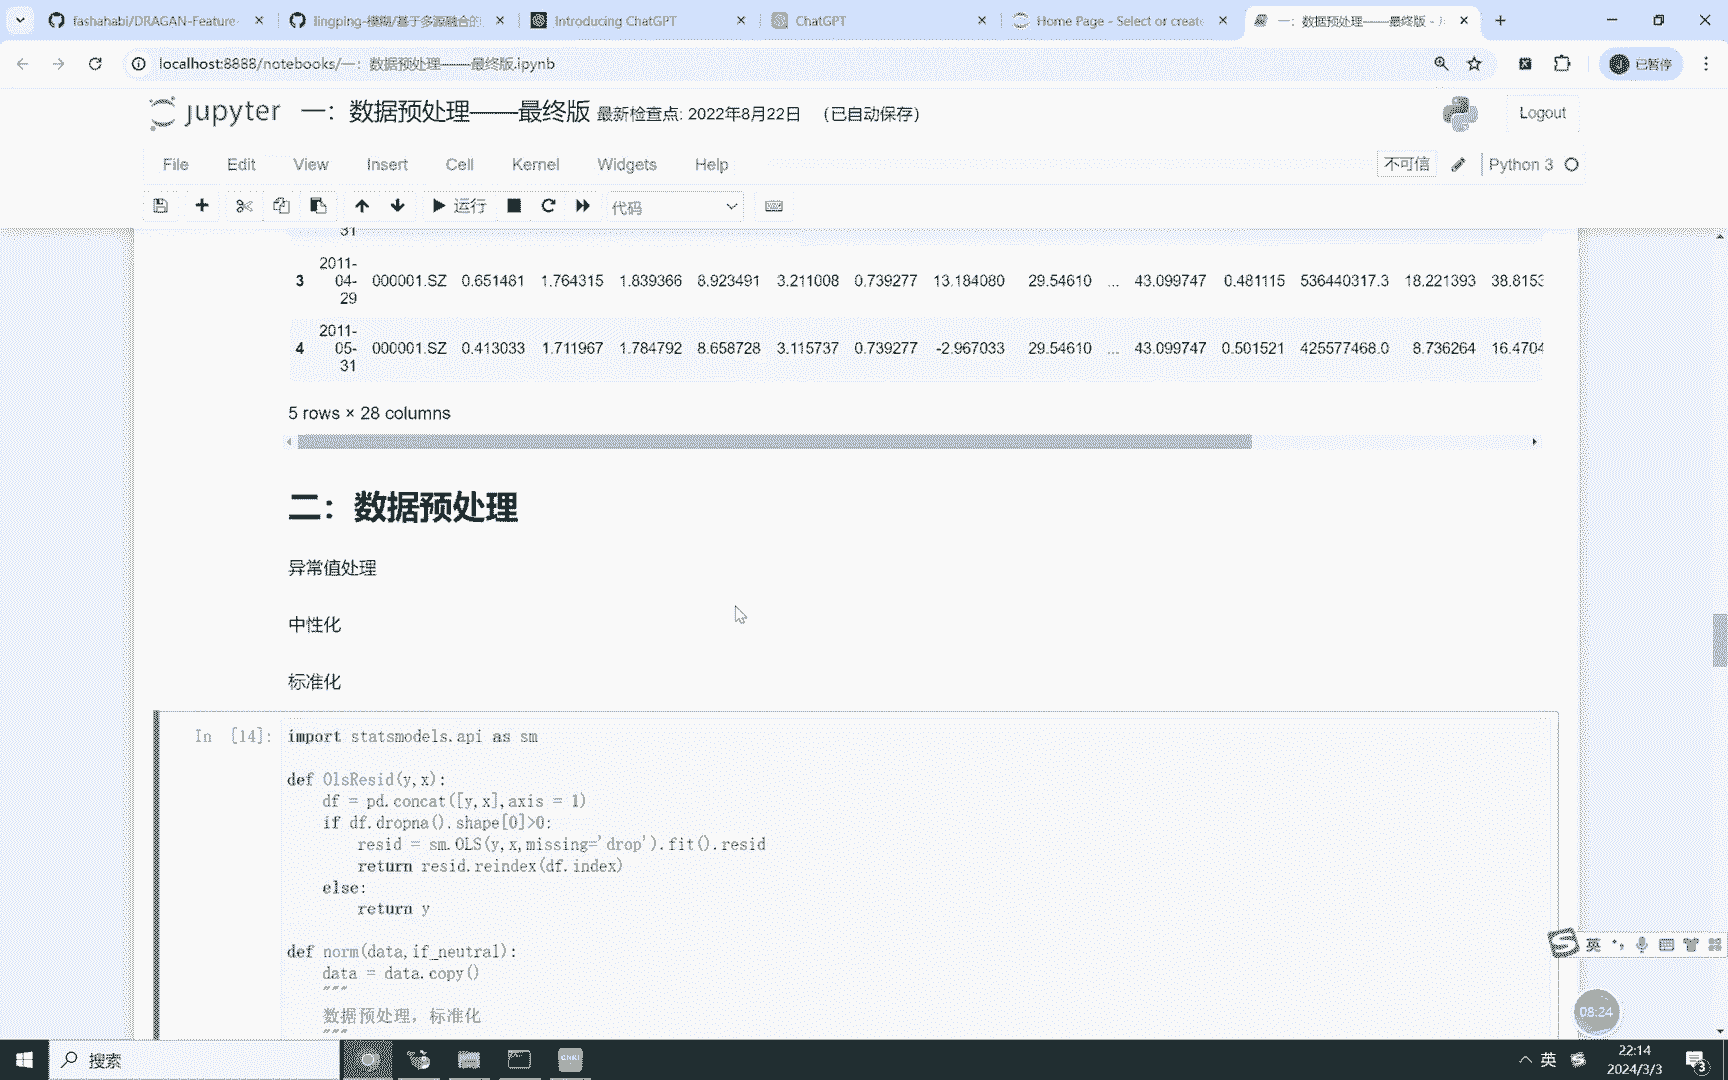 fashahabi/DRAGAN-Feature
lingping-模糊/基于多源融合的
Introducing ChatGPT
ChatGPT
Home Page - Select or create
一：数据预处理——最终版 - J
localhost:8888/notebooks/一：数据预处理——最终版.ipynb
已暂停
jupyter 一：数据预处理——最终版 最新检查点: 2022年8月22日 （已自动保存）
Logout
File Edit View Insert Cell Kernel Widgets Help
不可信
Python 3
运行
代码
31
3 2011-04-29 000001.SZ 0.651481 1.764315 1.839366 8.923491 3.211008 0.739277 13.184080 29.54610 ... 43.099747 0.481115 536440317.3 18.221393 38.8153
4 2011-05-31 000001.SZ 0.413033 1.711967 1.784792 8.658728 3.115737 0.739277 -2.967033 29.54610 ... 43.099747 0.501521 425577468.0 8.736264 16.4704
5 rows × 28 columns
二：数据预处理
异常值处理
中性化
标准化
In [14]: import statsmodels.api as sm
def OlsResid(y,x):
df = pd.concat([y,x],axis = 1)
if df.dropna().shape[0]>0:
resid = sm.OLS(y,x,missing='drop').fit().resid
return resid.reindex(df.index)
else:
return y
def norm(data,if_neutral):
data = data.copy()
"""
数据预处理，标准化
"""
英
08:24
搜索
CNKI
英
22:14
2024/3/3
3